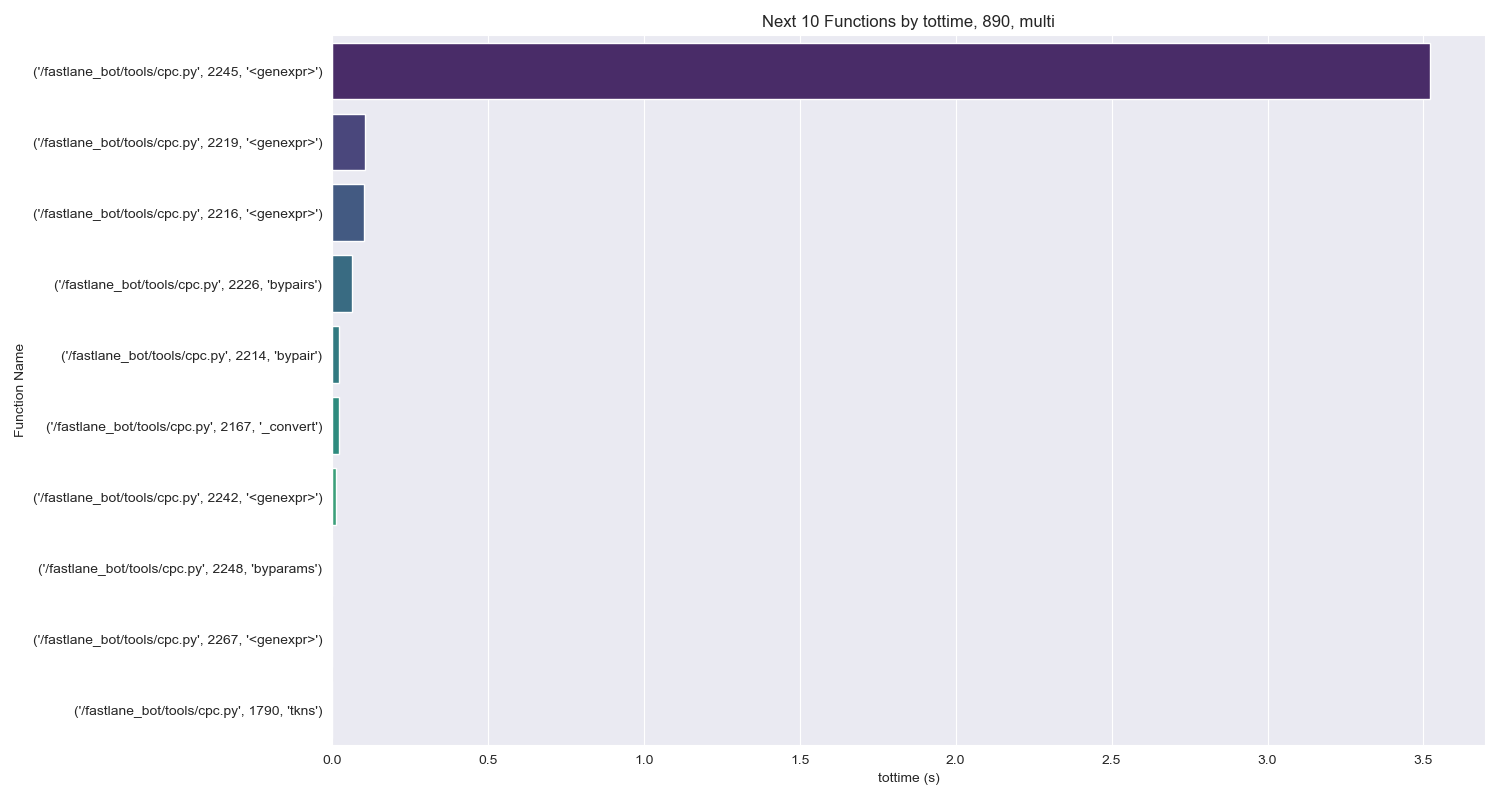 Next 10 Functions by tottime, 890, multi
('/fastlane_bot/tools/cpc.py', 2245, '<genexpr>')
('/fastlane_bot/tools/cpc.py', 2219, '<genexpr>')
('/fastlane_bot/tools/cpc.py', 2216, '<genexpr>')
('/fastlane_bot/tools/cpc.py', 2226, 'bypairs')
('/fastlane_bot/tools/cpc.py', 2214, 'bypair')
('/fastlane_bot/tools/cpc.py', 2167, '_convert')
('/fastlane_bot/tools/cpc.py', 2242, '<genexpr>')
('/fastlane_bot/tools/cpc.py', 2248, 'byparams')
('/fastlane_bot/tools/cpc.py', 2267, '<genexpr>')
('/fastlane_bot/tools/cpc.py', 1790, 'tkns')
Function Name
0.0 0.5 1.0 1.5 2.0 2.5 3.0 3.5
tottime (s)